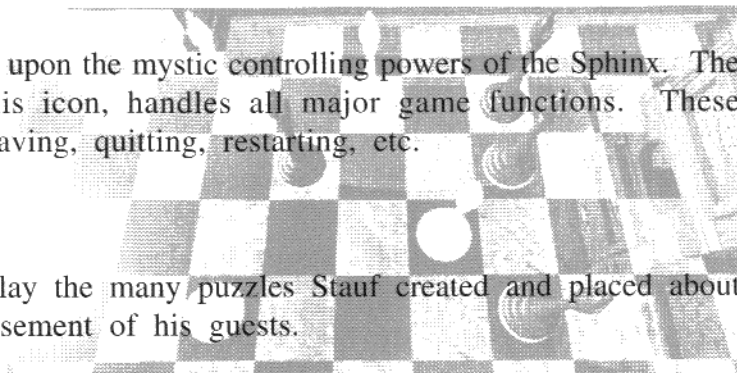 upon the mystic controlling powers of the Sphinx. The
is icon, handles all major game functions. These
aving, quitting, restarting, etc.
lay the many puzzles Stauf created and placed about
sement of his guests.